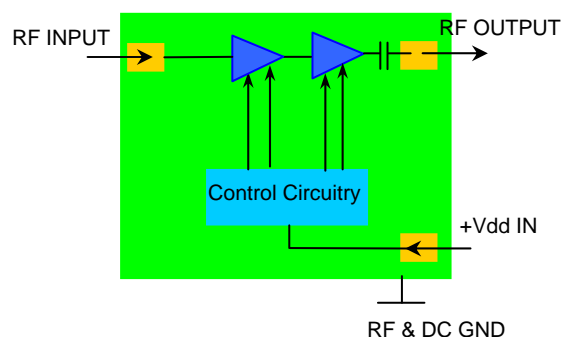 RF INPUT
RF OUTPUT
Control Circuitry
+Vdd IN
RF & DC GND